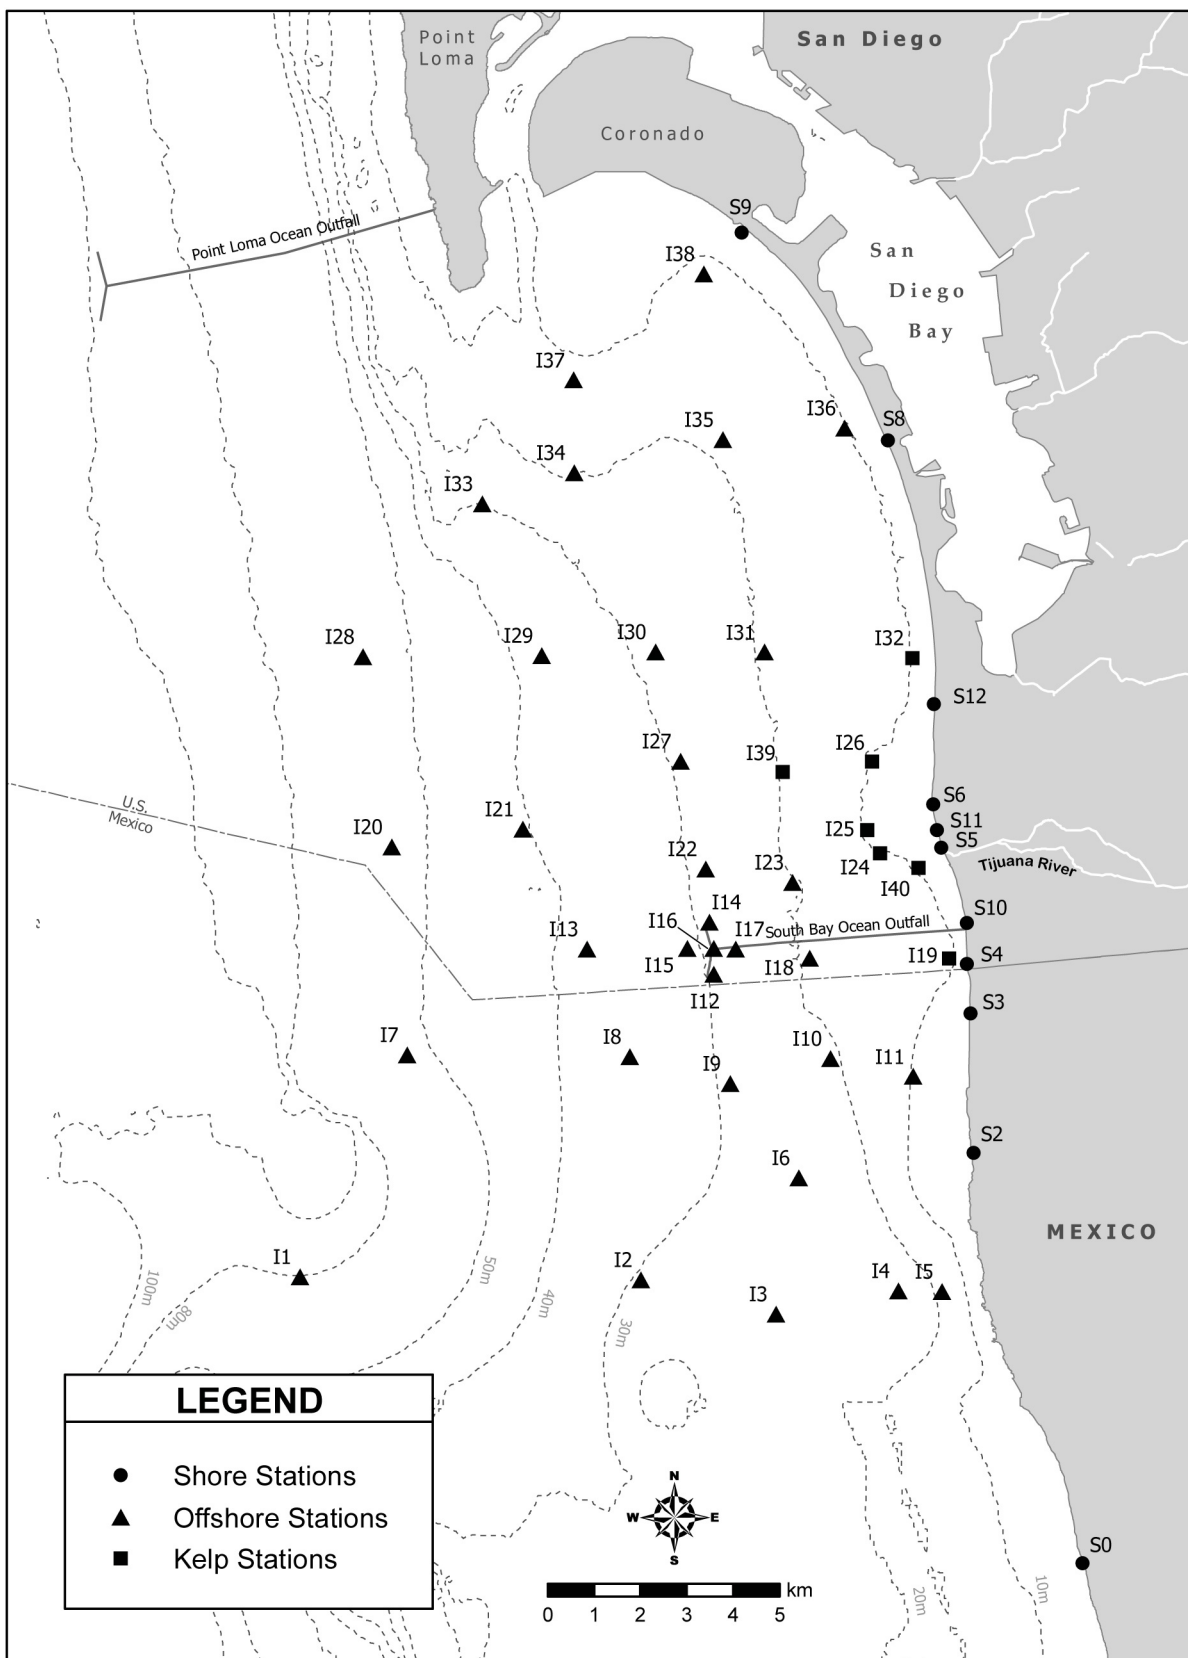 Point
Loma
San Diego
Coronado
S9
Point Loma Ocean Outfall
I38
San
Diego
Bay
I37
I36
S8
I35
I34
I33
I28
I29
I30
I31
I32
S12
I27
I39
I26
S6
U.S.
Mexico
I20
I21
I25
S11
S5
I22
I23
I24
I40
Tijuana River
I14
S10
I13
I16
I17
South Bay Ocean Outfall
I15
I18
I19
S4
I12
S3
I7
I8
I10
I9
I11
S2
I6
MEXICO
I1
I2
I4
I5
I3
100m
80m
50m
40m
30m
LEGEND
Shore Stations
Offshore Stations
Kelp Stations
N
W
E
S
S0
km
0 1 2 3 4 5
20m
10m